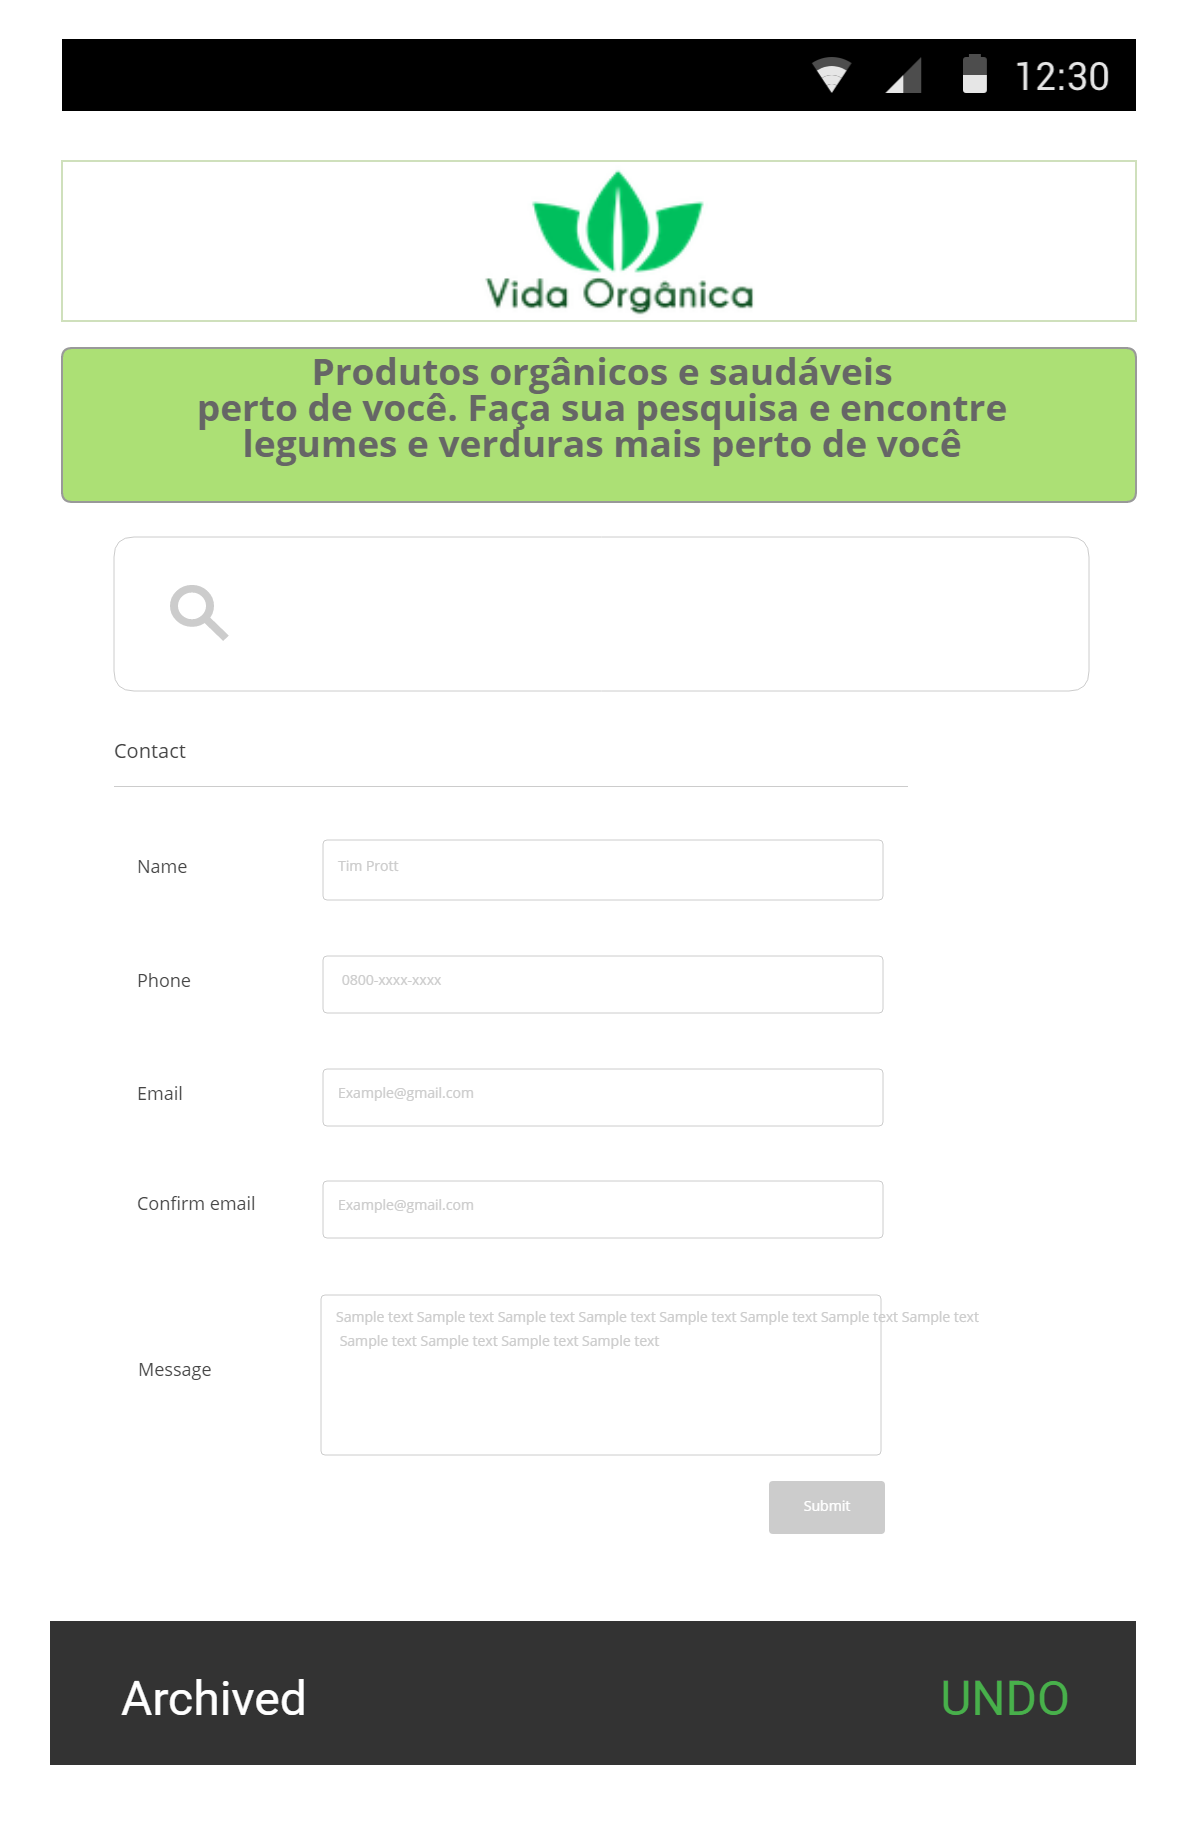 12:30
Vida Orgânica
Produtos orgânicos e saudáveis
perto de você. Faça sua pesquisa e encontre
legumes e verduras mais perto de você
Contact
Name
Tim Prott
Phone
0800-xxxx-xxxx
Email
Example@gmail.com
Confirm email
Example@gmail.com
Sample text Sample text Sample text Sample text Sample text Sample text Sample text Sample text
Sample text Sample text Sample text Sample text
Message
Submit
Archived
UNDO